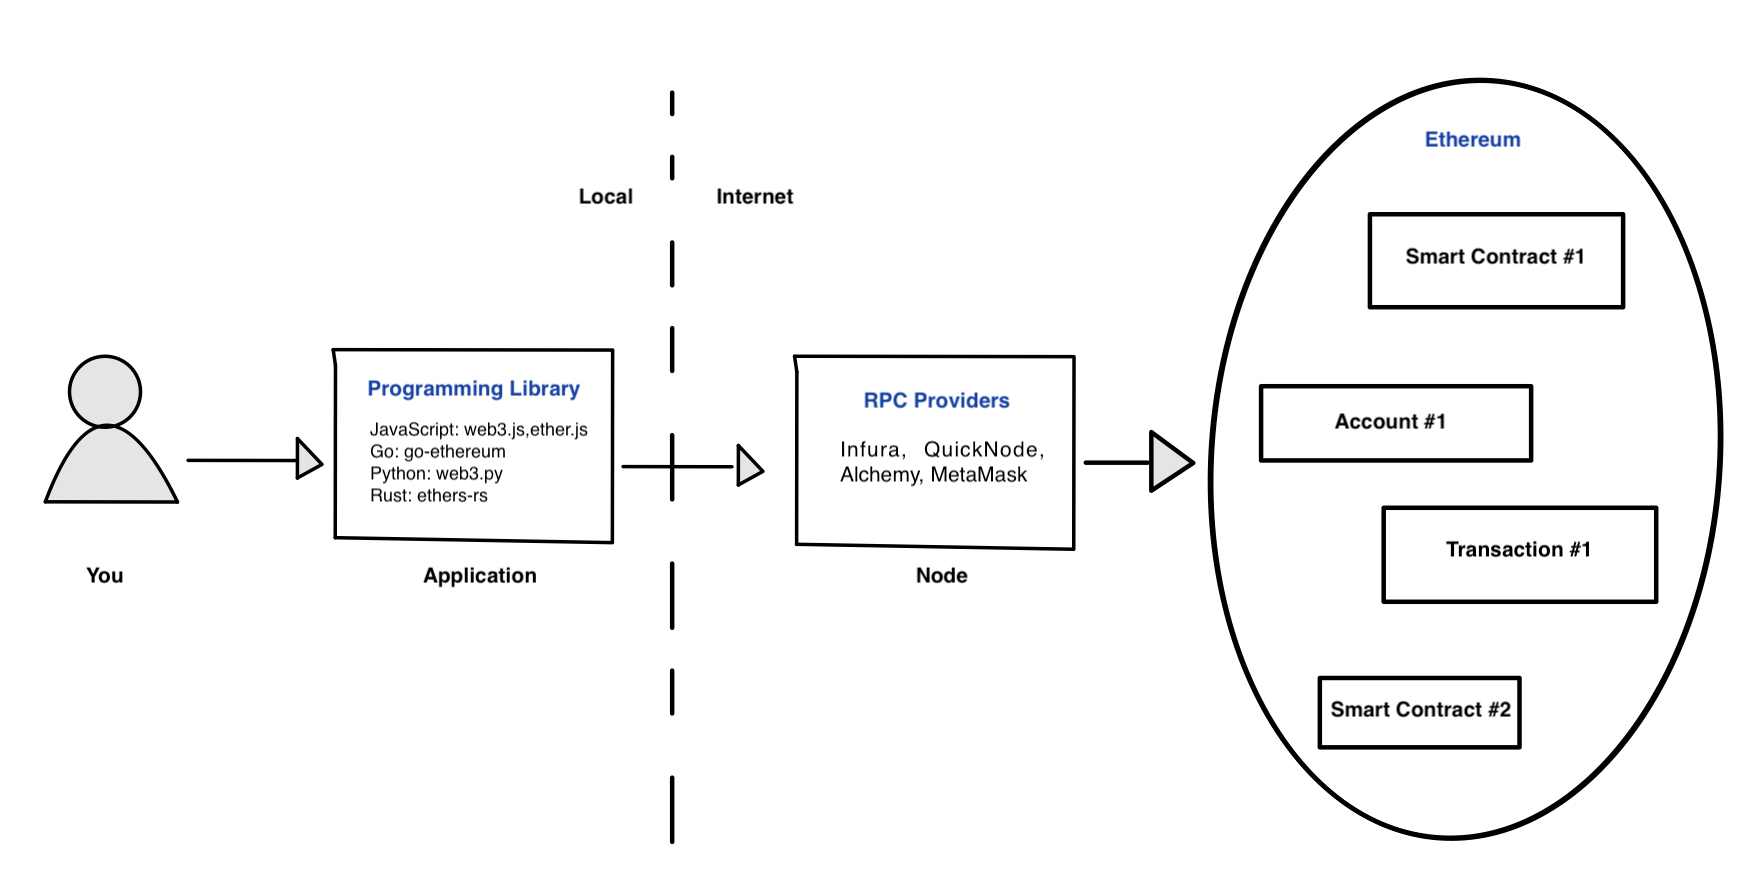 Local
Internet
Ethereum
Smart Contract #1
Programming Library
JavaScript: web3.js,ether.js
Go: go-ethereum
Python: web3.py
Rust: ethers-rs
RPC Providers
Infura, QuickNode,
Alchemy, MetaMask
Account #1
Transaction #1
You
Application
Node
Smart Contract #2